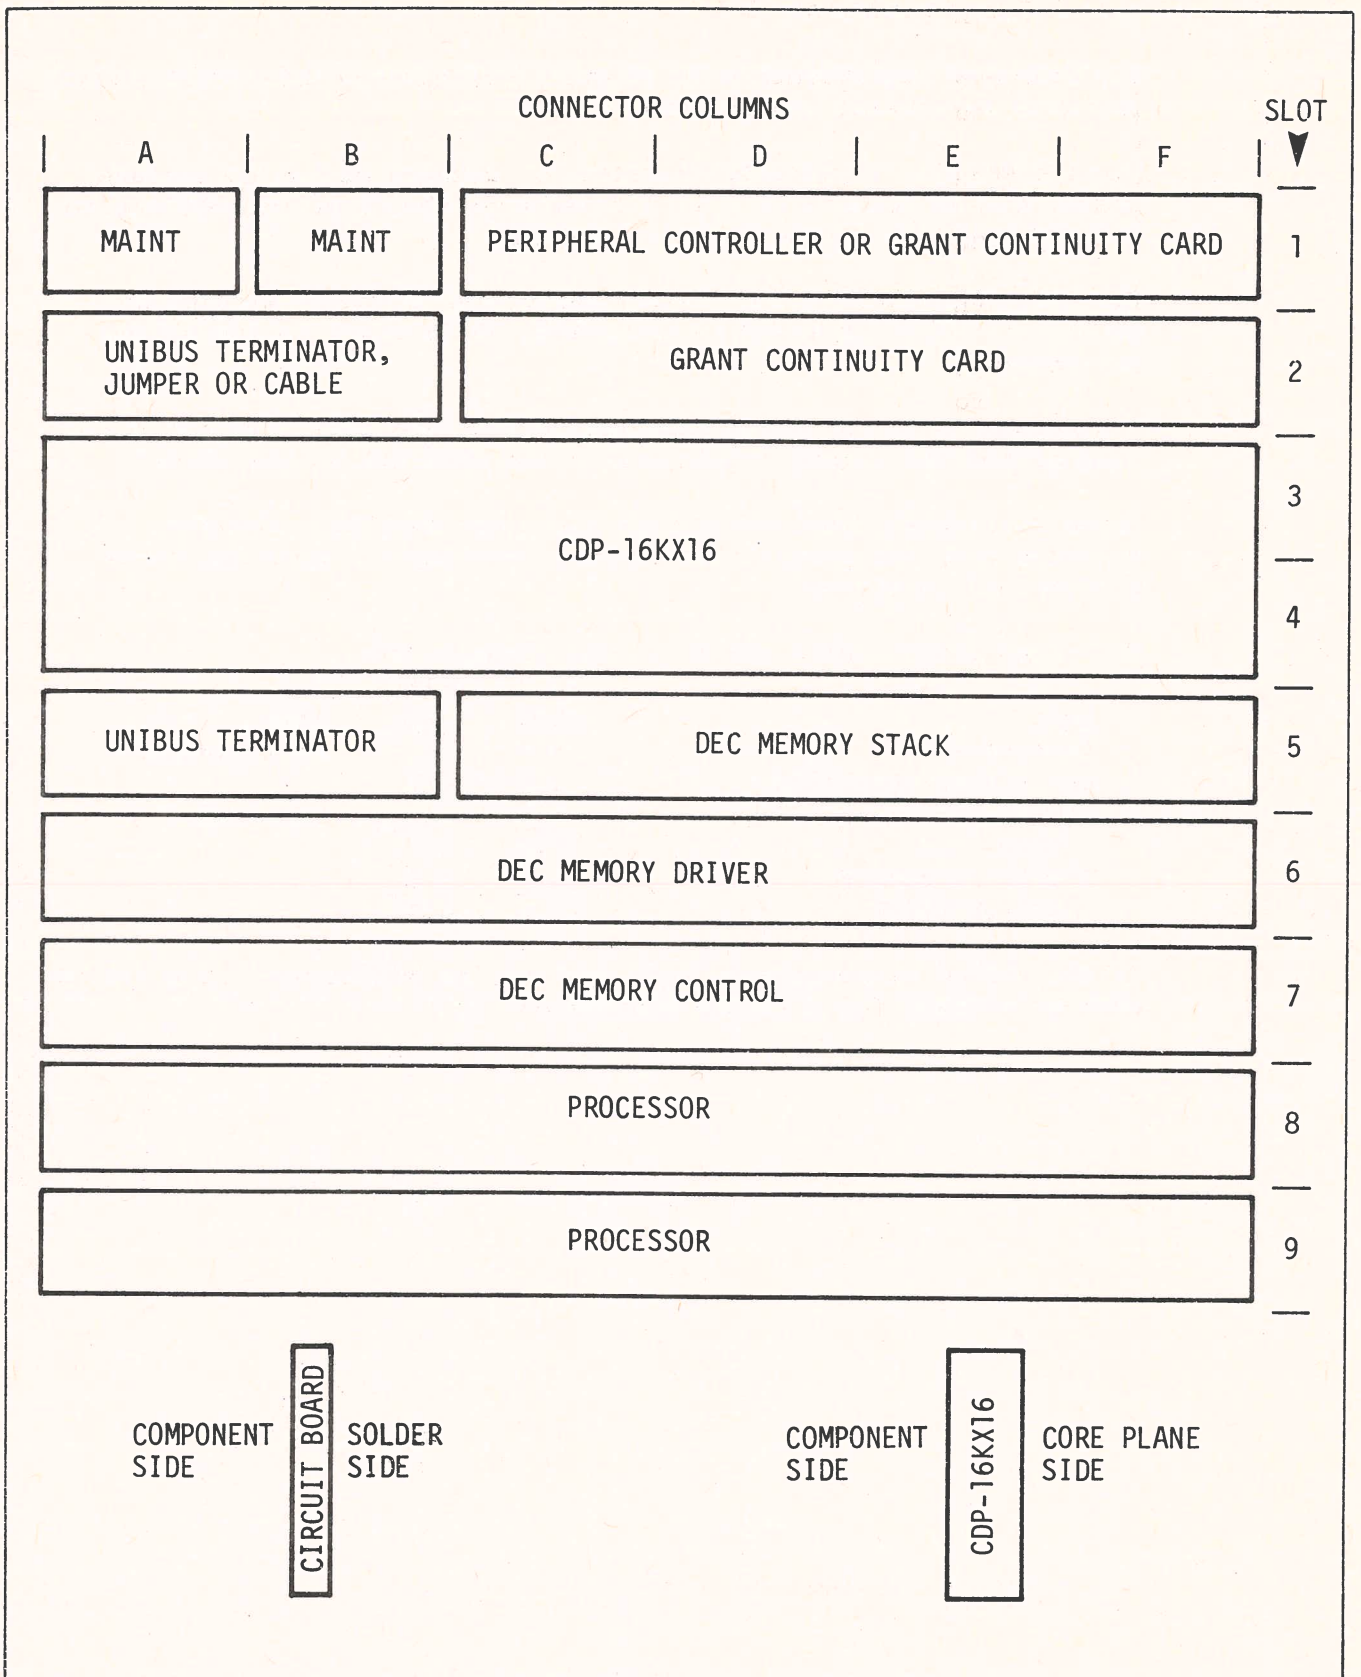 CONNECTOR COLUMNS
SLOT
A B C D E F
MAINT MAINT PERIPHERAL CONTROLLER OR GRANT CONTINUITY CARD 1
UNIBUS TERMINATOR,
JUMPER OR CABLE
GRANT CONTINUITY CARD
2
3
CDP-16KX16
4
UNIBUS TERMINATOR DEC MEMORY STACK 5
DEC MEMORY DRIVER 6
DEC MEMORY CONTROL 7
PROCESSOR 8
PROCESSOR 9
COMPONENT
SIDE
CIRCUIT BOARD
SOLDER
SIDE
COMPONENT
SIDE
CDP-16KX16
CORE PLANE
SIDE